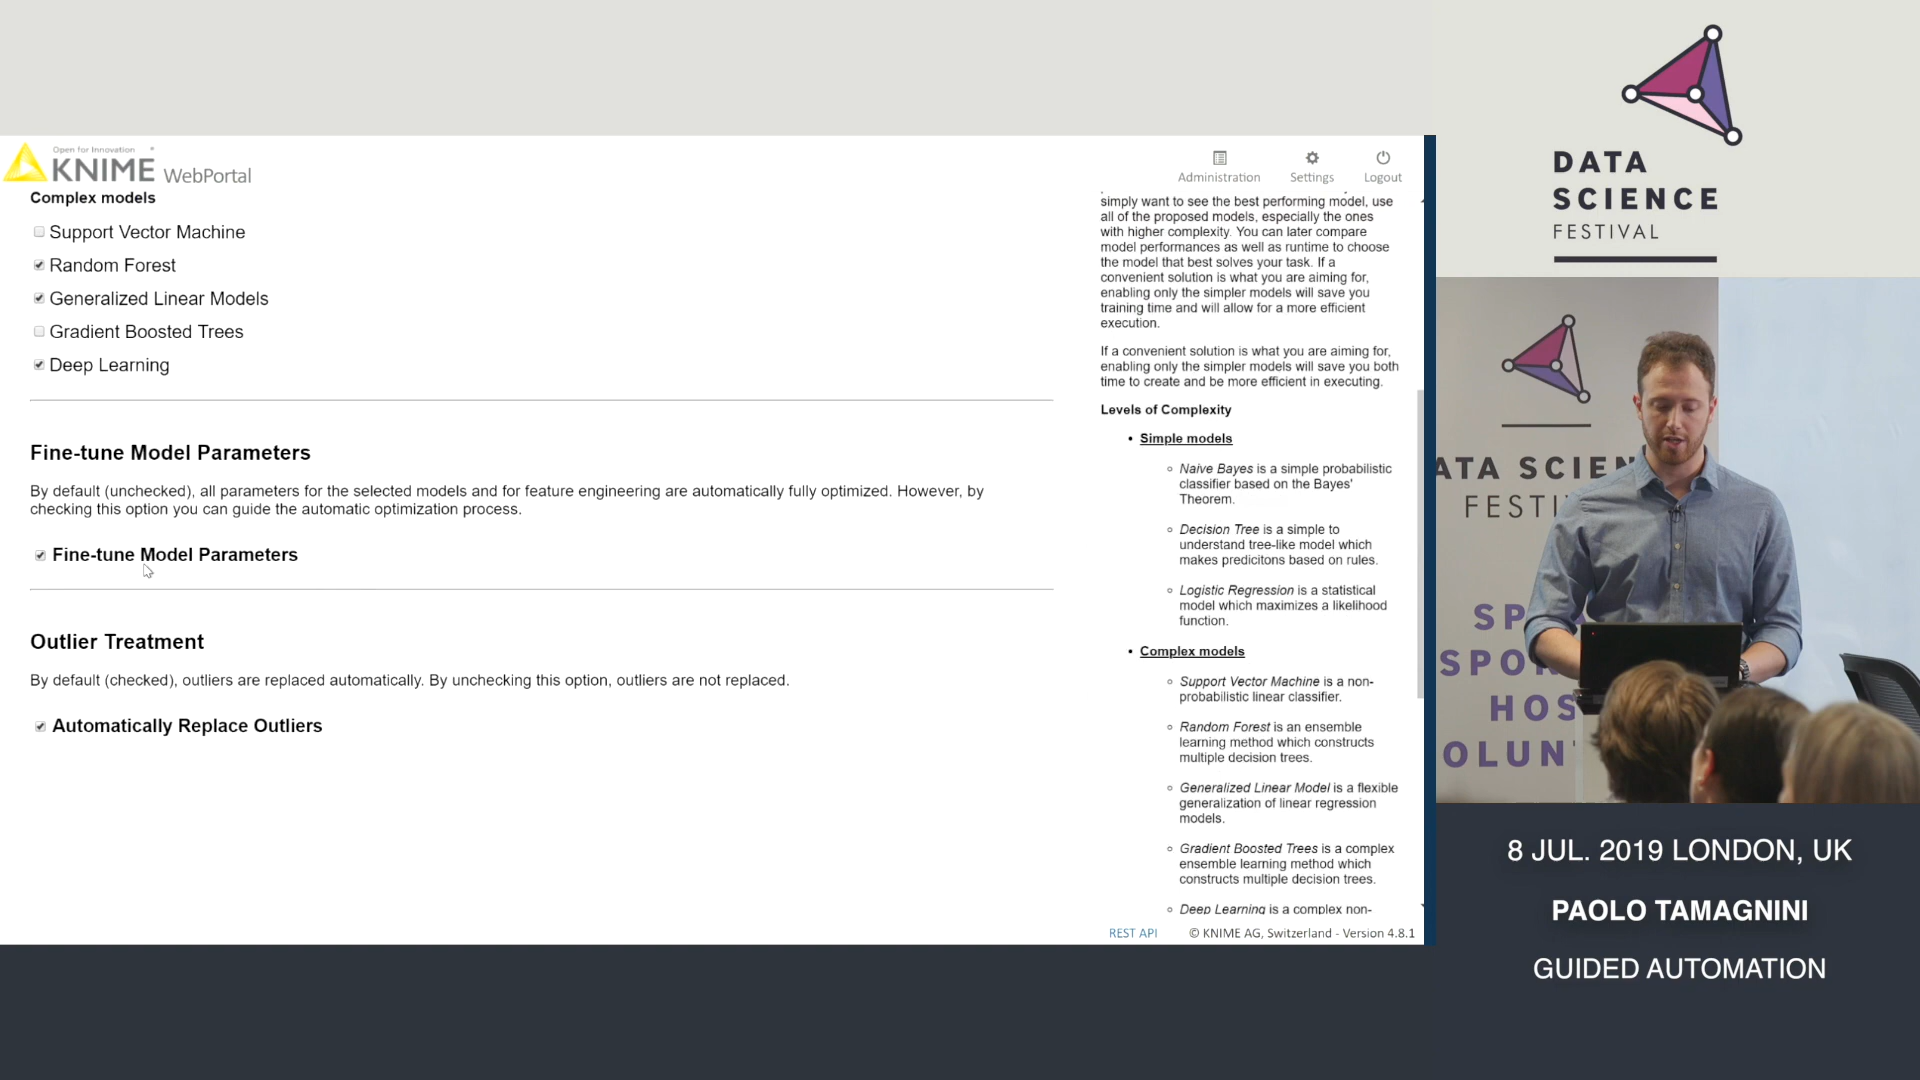 Open for Innovation
KNIME WebPortal
Administration
Settings
Logout
Complex models
Support Vector Machine
Random Forest
Generalized Linear Models
Gradient Boosted Trees
Deep Learning
Fine-tune Model Parameters
By default (unchecked), all parameters for the selected models and for feature engineering are automatically fully optimized. However, by
checking this option you can guide the automatic optimization process.
Fine-tune Model Parameters
Outlier Treatment
By default (checked), outliers are replaced automatically. By unchecking this option, outliers are not replaced.
Automatically Replace Outliers
simply want to see the best performing model, use
all of the proposed models, especially the ones
with higher complexity. You can later compare
model performances as well as runtime to choose
the model that best solves your task. If a
convenient solution is what you are aiming for,
enabling only the simpler models will save you
training time and will allow for a more efficient
execution.
If a convenient solution is what you are aiming for,
enabling only the simpler models will save you both
time to create and be more efficient in executing.
Levels of Complexity
• Simple models
Naive Bayes is a simple probabilistic
classifier based on the Bayes'
Theorem.
Decision Tree is a simple to
understand tree-like model which
makes predicitons based on rules.
Logistic Regression is a statistical
model which maximizes a likelihood
function.
• Complex models
Support Vector Machine is a non-
probabilistic linear classifier.
Random Forest is an ensemble
learning method which constructs
multiple decision trees.
Generalized Linear Model is a flexible
generalization of linear regression
models.
Gradient Boosted Trees is a complex
ensemble learning method which
constructs multiple decision trees.
Deep Learning is a complex non-
REST API
© KNIME AG, Switzerland - Version 4.8.1
DATA
SCIENCE
FESTIVAL
ATA SCIEN
FESTI
SP
SPO
HOS
OLUN
8 JUL. 2019 LONDON, UK
PAOLO TAMAGNINI
GUIDED AUTOMATION